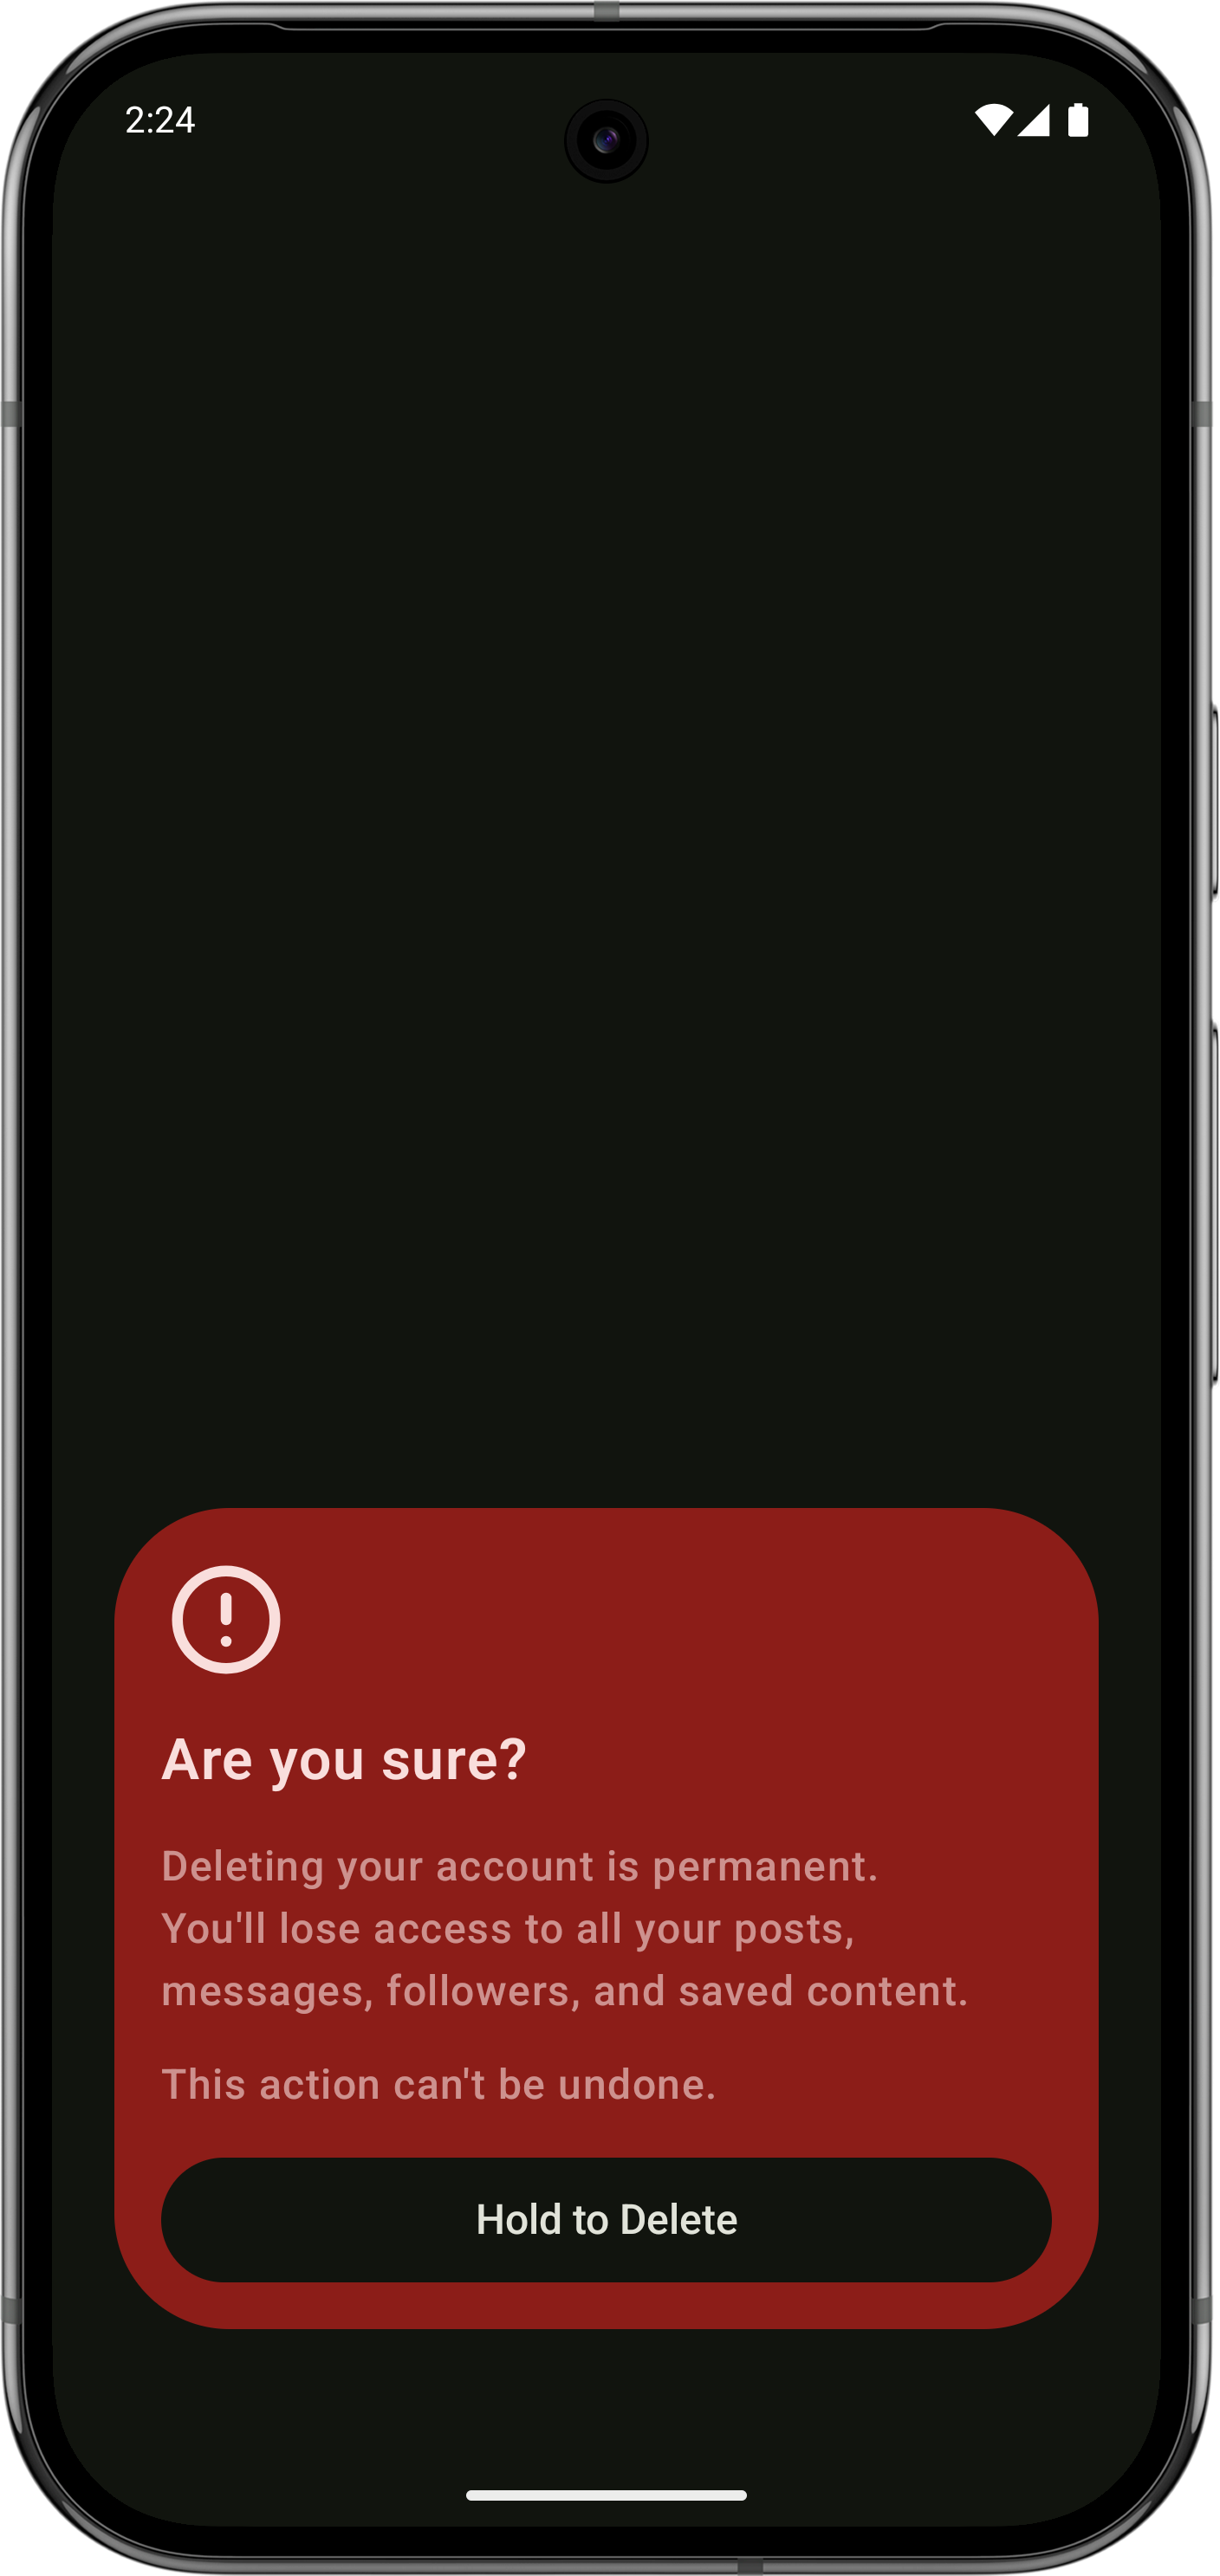 2:24
Are you sure?
Deleting your account is permanent.
You'll lose access to all your posts,
messages, followers, and saved content.
This action can't be undone.
Hold to Delete